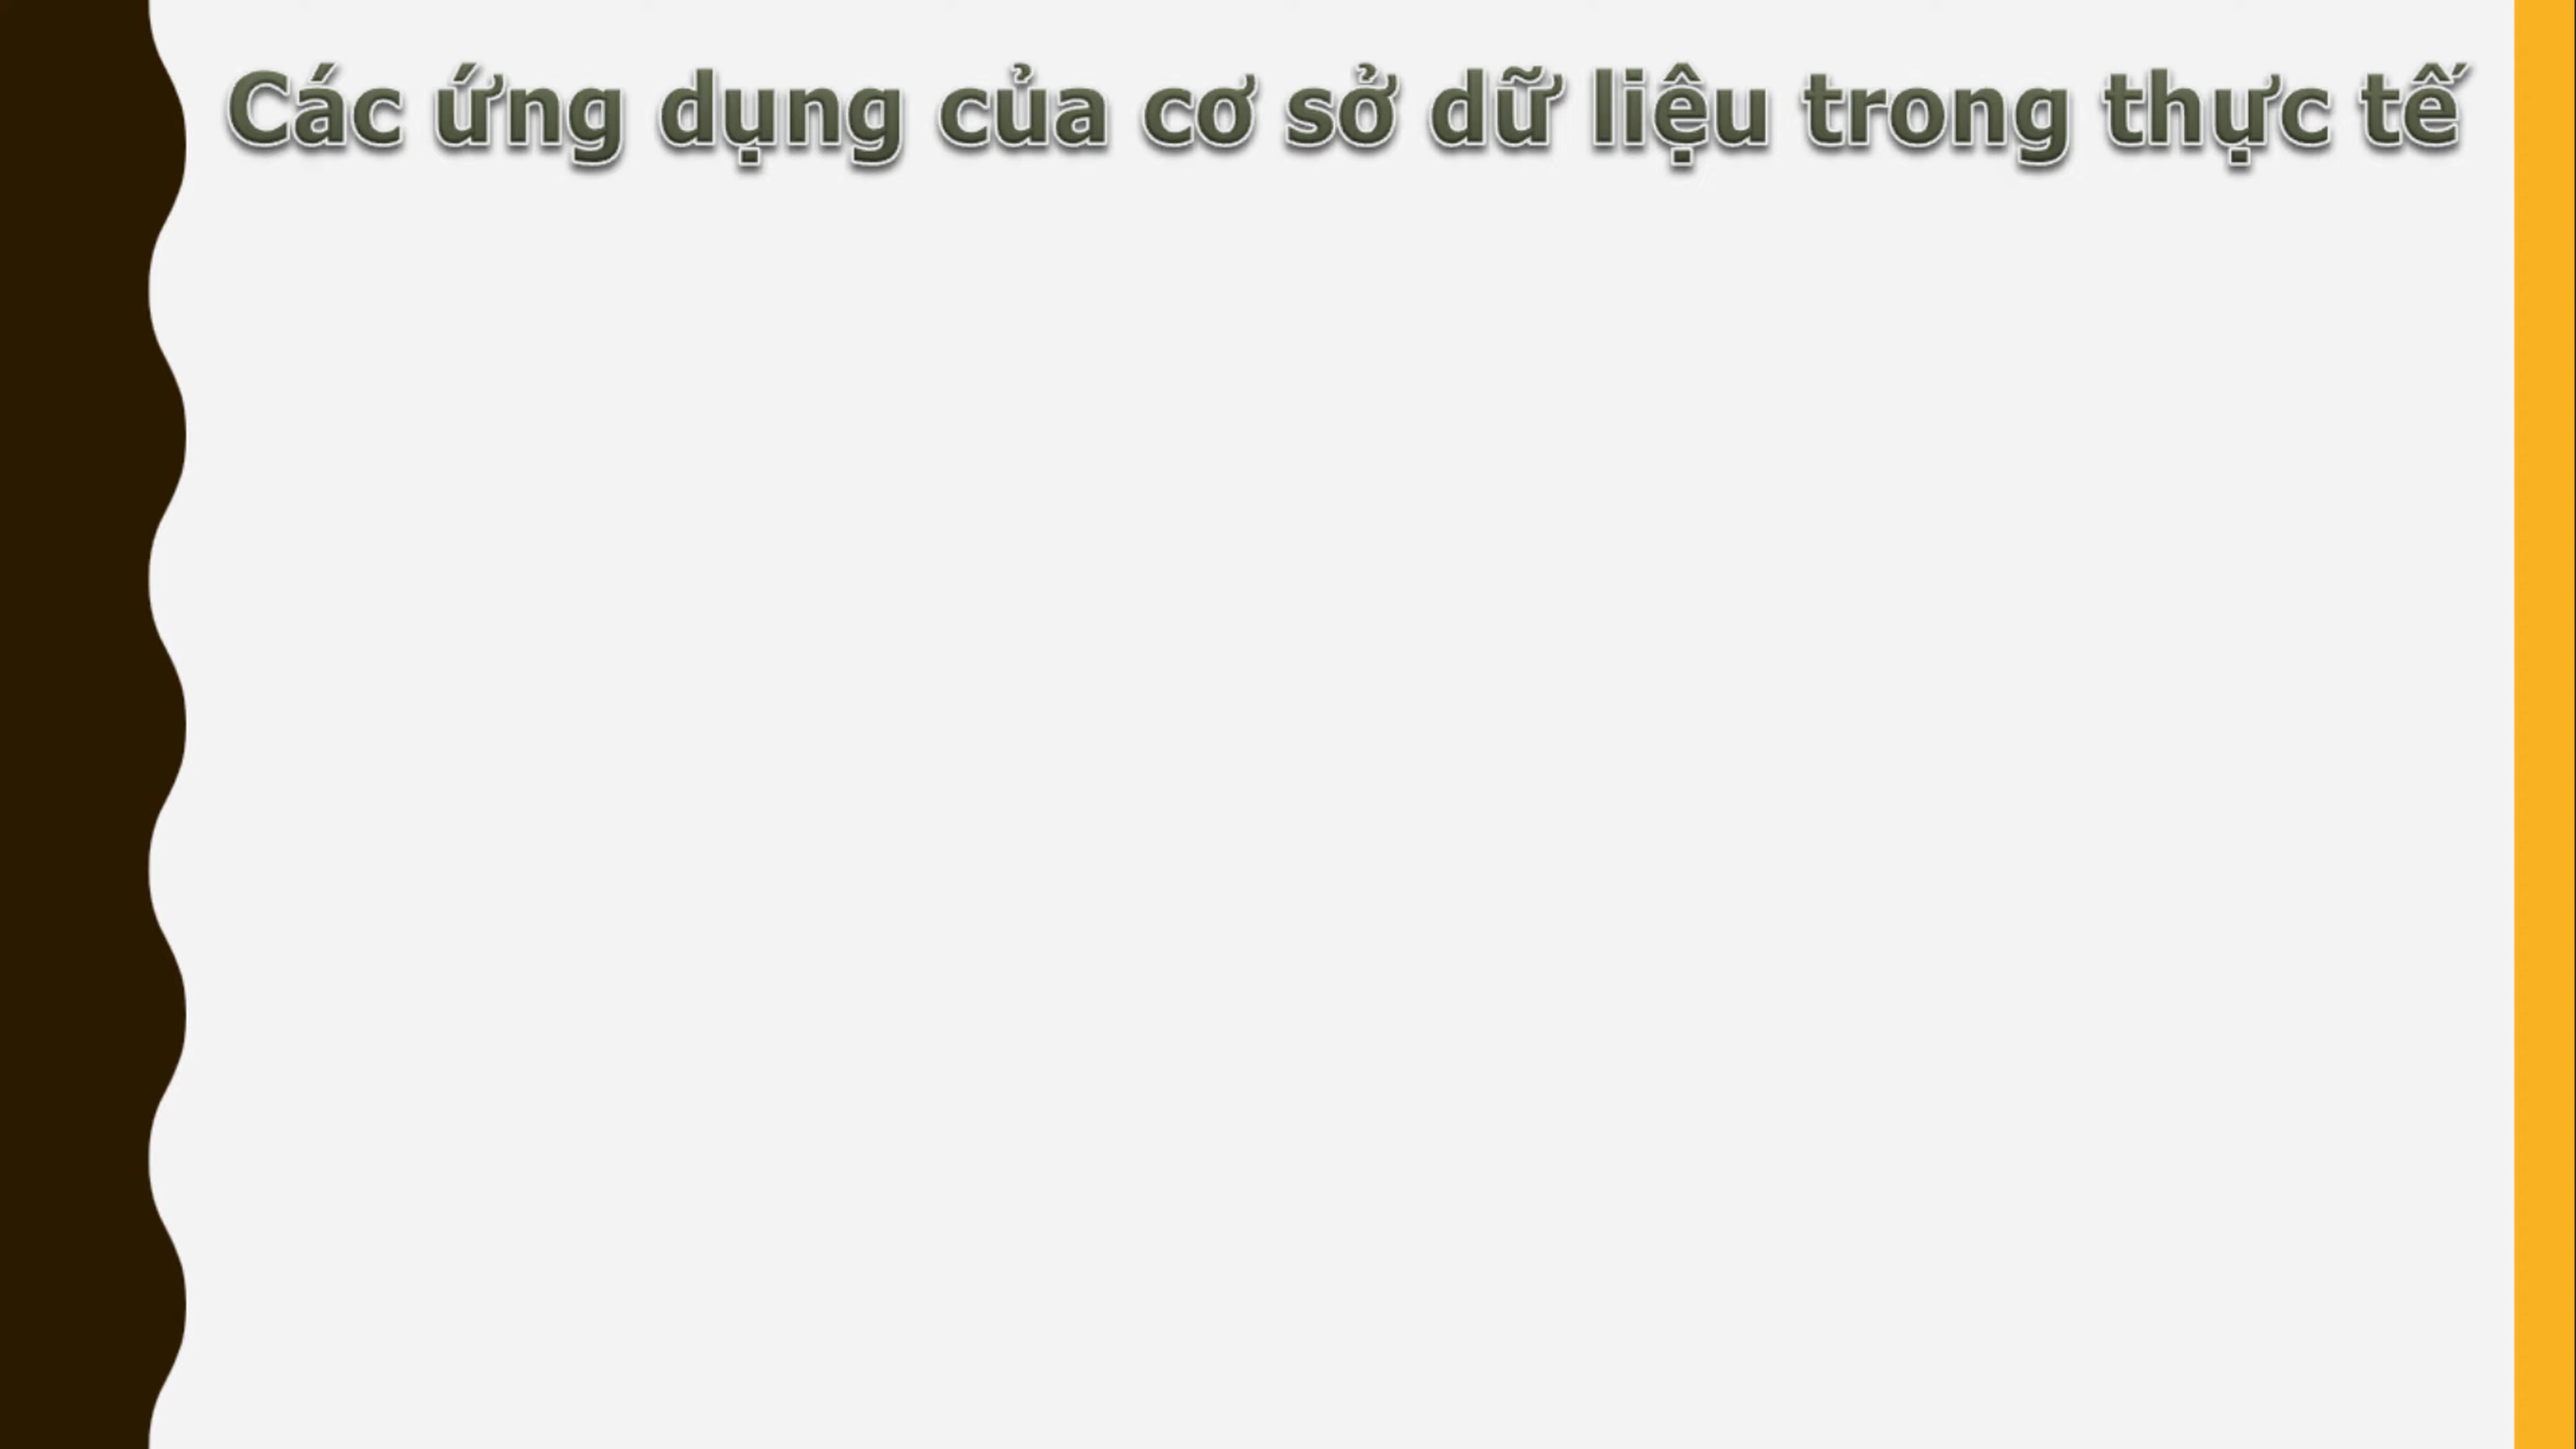 Các ứng dụng của cơ sở dữ liệu trong thực tế